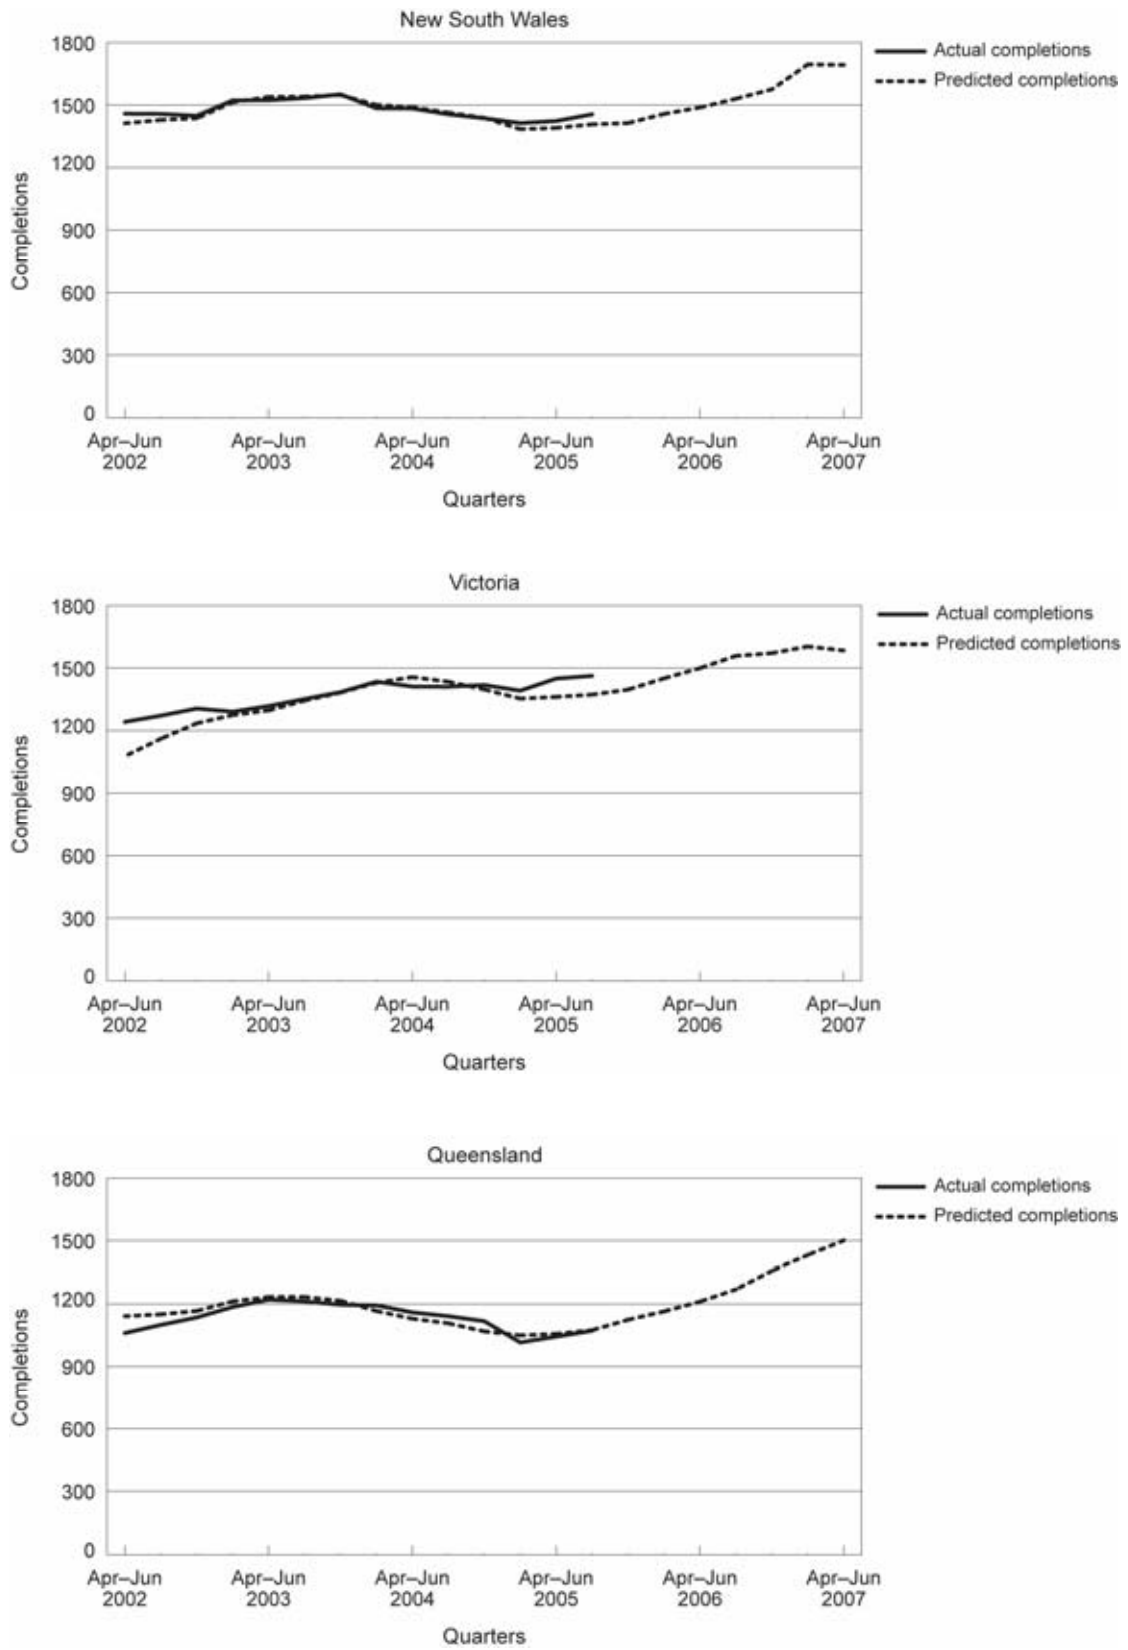 New South Wales
1800
1500
1200
900
600
300
0
Completions
Actual completions
Predicted completions
Apr–Jun Apr–Jun Apr–Jun Apr–Jun Apr–Jun Apr–Jun
2002 2003 2004 2005 2006 2007
Quarters
Victoria
1800
1500
1200
900
600
300
0
Completions
Actual completions
Predicted completions
Apr–Jun Apr–Jun Apr–Jun Apr–Jun Apr–Jun Apr–Jun
2002 2003 2004 2005 2006 2007
Quarters
Queensland
1800
1500
1200
900
600
300
0
Completions
Actual completions
Predicted completions
Apr–Jun Apr–Jun Apr–Jun Apr–Jun Apr–Jun Apr–Jun
2002 2003 2004 2005 2006 2007
Quarters